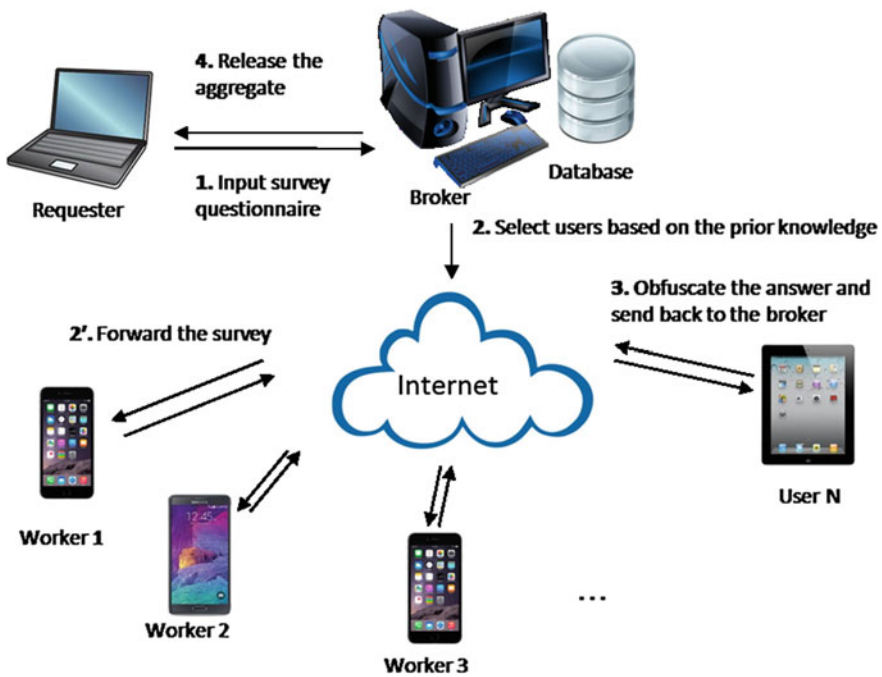 4. Release the
aggregate
Requester
1. Input survey
questionnaire
Broker
Database
2. Select users based on the prior knowledge
3. Obfuscate the answer and
send back to the broker
2'. Forward the survey
Internet
Worker 1
Worker 2
Worker 3
...
User N